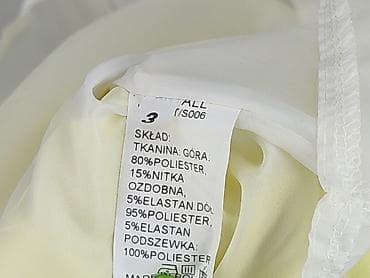 ALL
3 T/S006
SKŁAD:
TKANINA: GÓRA:
80%POLIESTER,
15%NITKA
OZDOBNA,
5%ELASTAN:DÓŁ
95%POLIESTER,
5%ELASTAN
PODSZEWKA:
100%POLIESTER